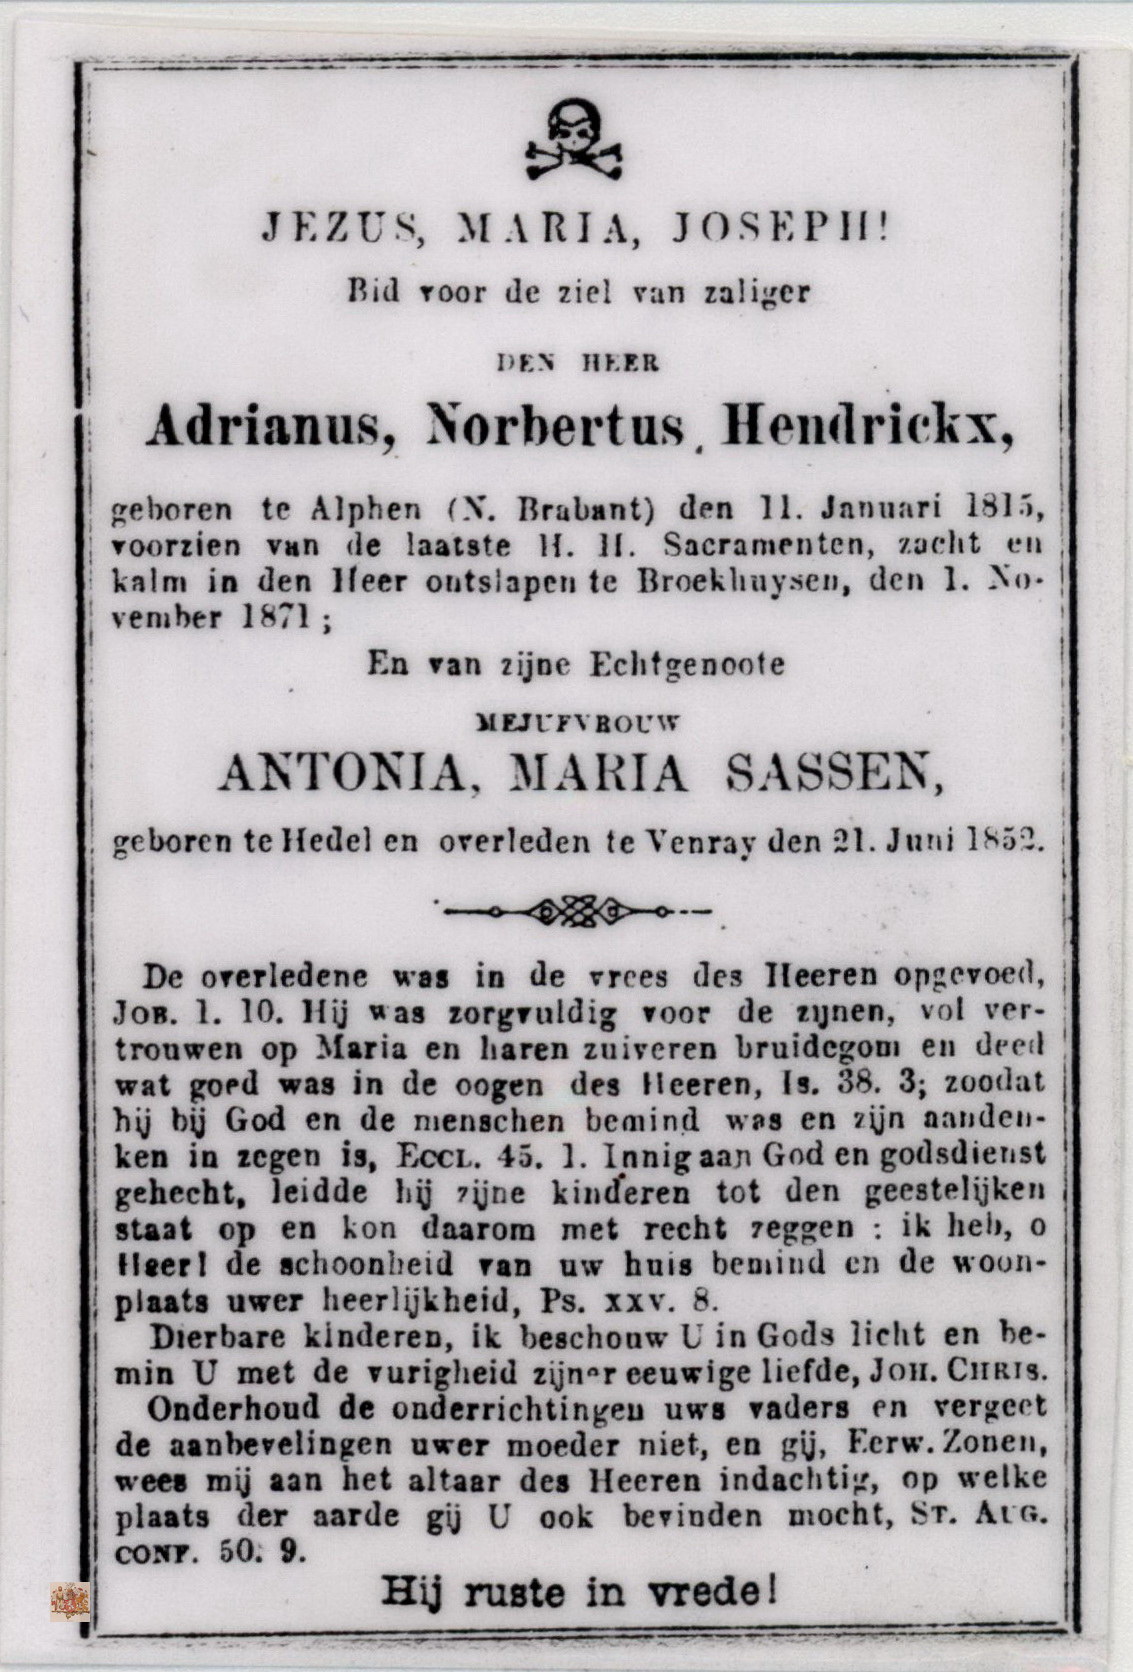 JEZUS, MARIA, JOSEPH!
Bid voor de ziel van zaliger
DEN HEER
Adrianus, Norbertus, Hendrickx,
geboren te Alphen (N. Brabant) den 11. Januari 1815,
voorzien van de laatste H. H. Sacramenten, zacht en
kalm in den Heer ontslapen te Broekhuysen, den 1. No-
vember 1871;
En van zijne Echtgenoote
MEJUFVROUW
ANTONIA, MARIA SASSEN,
geboren te Hedel en overleden te Venray den 21. Juni 1852.
De overledene was in de vrees des Heeren opgevoed,
JOB. 1. 10. Hij was zorgvuldig voor de zijnen, vol ver-
trouwen op Maria en haren zuiveren bruidegom en deed
wat goed was in de oogen des Heeren, Is. 38. 3; zoodat
hij bij God en de menschen bemind was en zijn aanden-
ken in zegen is, ECCL. 45. 1. Innig aan God en godsdienst
gehecht, leidde hij zijne kinderen tot den geestelijken
staat op en kon daarom met recht zeggen : ik heb, o
Heer! de schoonheid van uw huis bemind en de woon-
plaats uwer heerlijkheid, Ps. XXV. 8.
Dierbare kinderen, ik beschouw U in Gods licht en be-
min U met de vurigheid zijner eeuwige liefde, JOH. CHRIS.
Onderhoud de onderrichtingen uws vaders en vergeet
de aanbevelingen uwer moeder niet, en gij, Eerw. Zonen,
wees mij aan het altaar des Heeren indachtig, op welke
plaats der aarde gij U ook bevinden mocht, ST. AUG.
CONF. 50. 9.
Hij ruste in vrede!